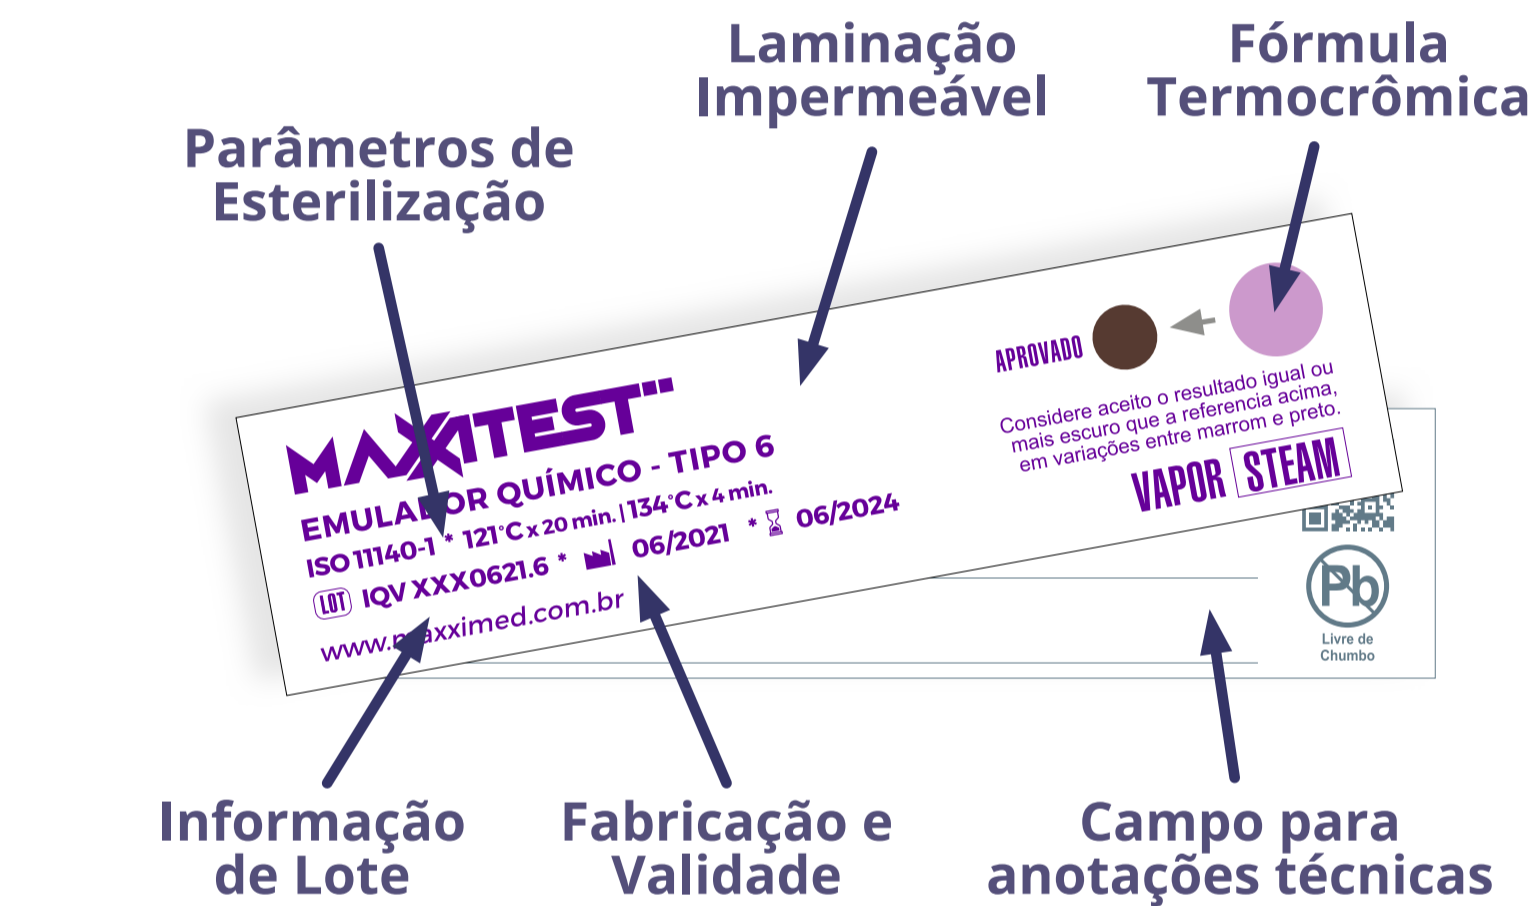 Laminação
Impermeável
Fórmula
Termocrômica
Parâmetros de
Esterilização
MAXXITEST
EMULADOR QUÍMICO - TIPO 6
ISO 11140-1 * 121°C x 20 min. | 134°C x 4 min.
LOT IQV XXX0621.6 * 06/2021 * 06/2024
www.maxximed.com.br
APROVADO
Considere aceito o resultado igual ou
mais escuro que a referencia acima,
em variações entre marrom e preto.
VAPOR STEAM
Pb
Livre de
Chumbo
Informação
de Lote
Fabricação e
Validade
Campo para
anotações técnicas